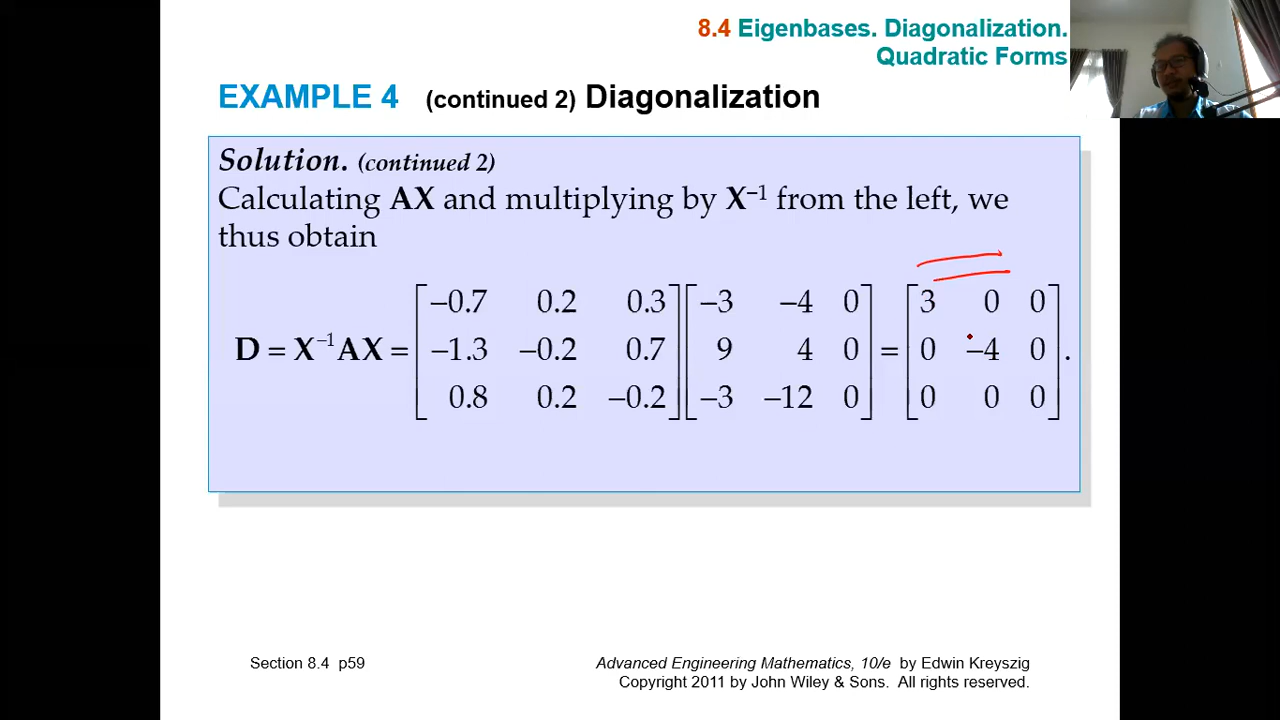 8.4 Eigenbases. Diagonalization.
Quadratic Forms
EXAMPLE 4 (continued 2) Diagonalization
Solution. (continued 2)
Calculating AX and multiplying by X⁻¹ from the left, we
thus obtain
D = X⁻¹AX = [−0.7 0.2 0.3; −1.3 −0.2 0.7; 0.8 0.2 −0.2] [−3 −4 0; 9 4 0; −3 −12 0] = [3 0 0; 0 −4 0; 0 0 0].
Section 8.4 p59
Advanced Engineering Mathematics, 10/e by Edwin Kreyszig
Copyright 2011 by John Wiley & Sons. All rights reserved.